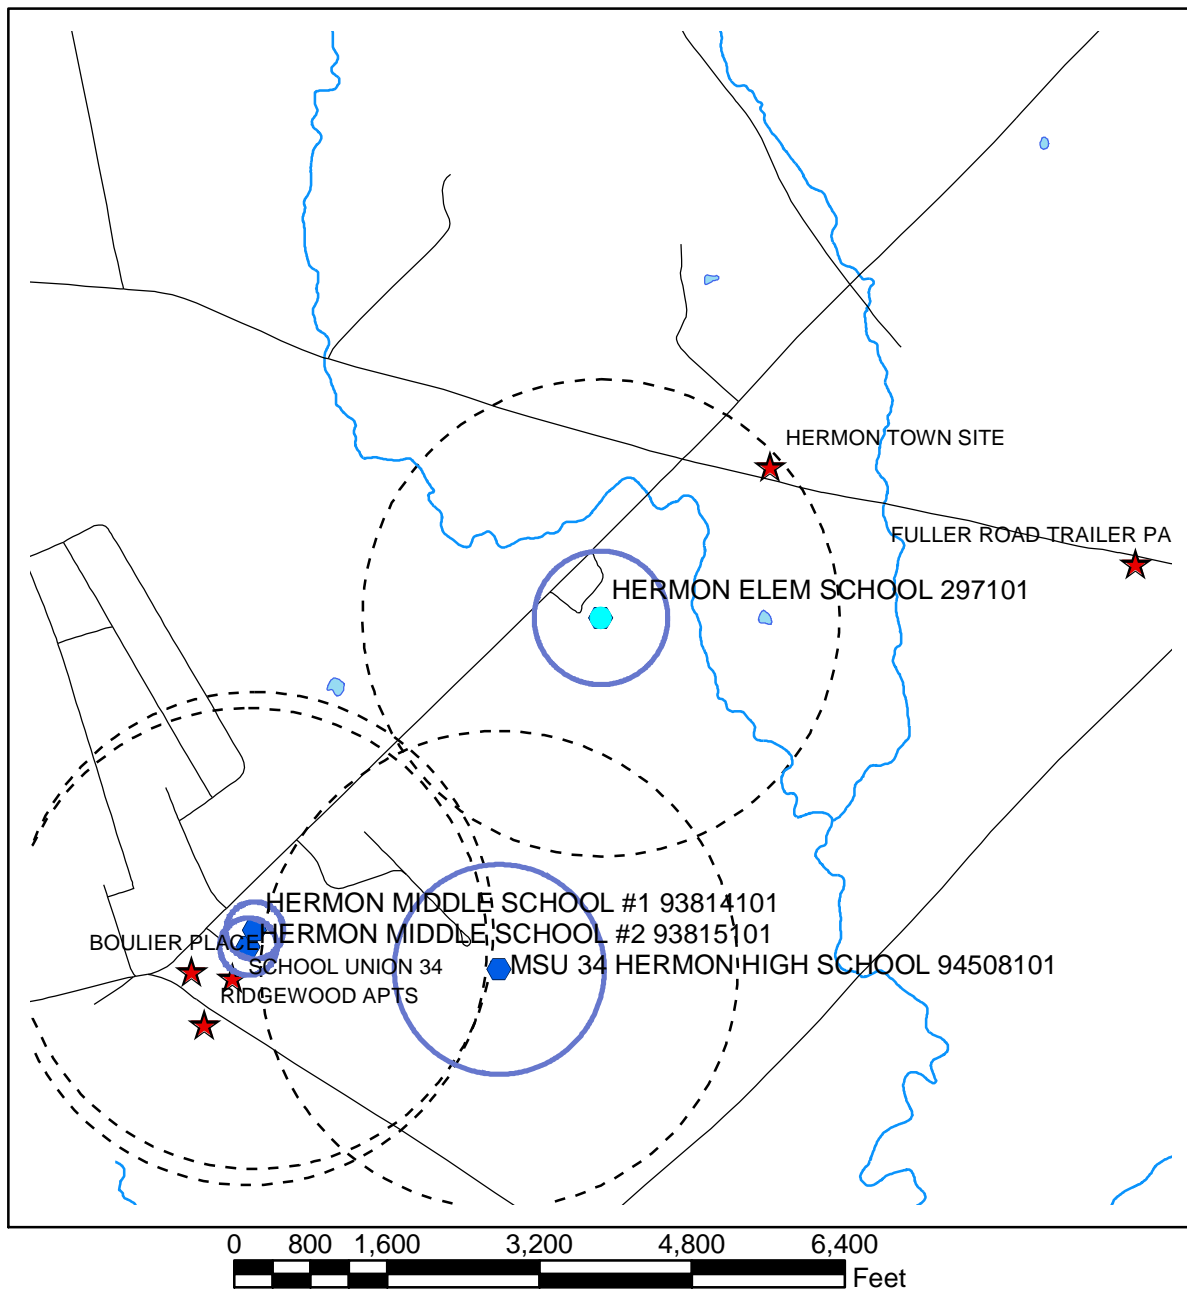 HERMON TOWN SITE
FULLER ROAD TRAILER PA
HERMON ELEM SCHOOL 297101
HERMON MIDDLE SCHOOL #1 93814101
HERMON MIDDLE SCHOOL #2 93815101
BOULIER PLACE
SCHOOL UNION 34
MSU 34 HERMON HIGH SCHOOL 94508101
RIDGEWOOD APTS
0 800 1,600 3,200 4,800 6,400
Feet